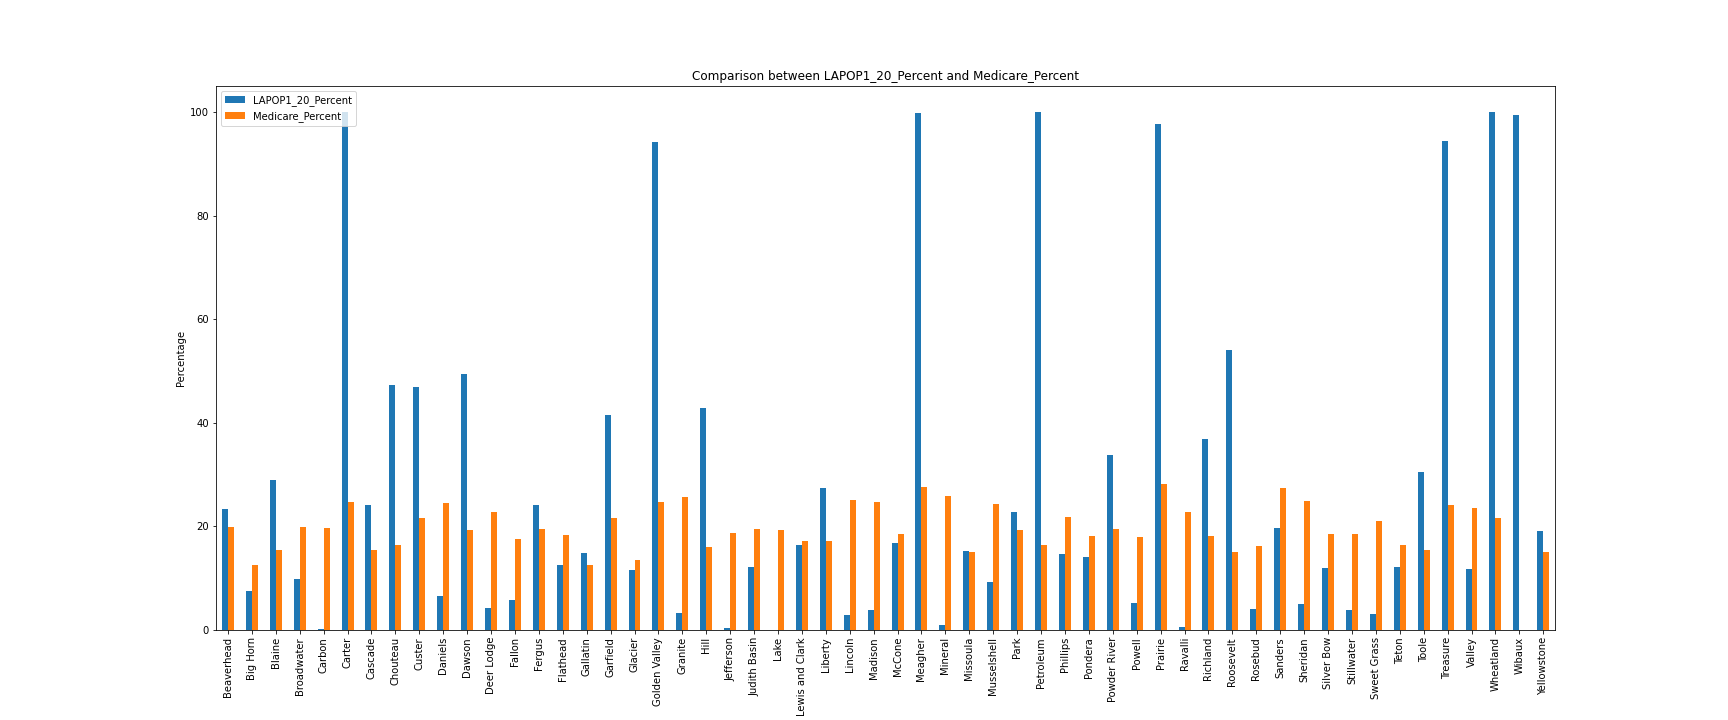 Comparison between LAPOP1_20_Percent and Medicare_Percent
LAPOP1_20_Percent
Medicare_Percent
Percentage
100
80
60
40
20
0
Beaverhead
Big Horn
Blaine
Broadwater
Carbon
Carter
Cascade
Chouteau
Custer
Daniels
Dawson
Deer Lodge
Fallon
Fergus
Flathead
Gallatin
Garfield
Glacier
Golden Valley
Granite
Hill
Jefferson
Judith Basin
Lake
Lewis and Clark
Liberty
Lincoln
Madison
McCone
Meagher
Mineral
Missoula
Musselshell
Park
Petroleum
Phillips
Pondera
Powder River
Powell
Prairie
Ravalli
Richland
Roosevelt
Rosebud
Sanders
Sheridan
Silver Bow
Stillwater
Sweet Grass
Teton
Toole
Treasure
Valley
Wheatland
Wibaux
Yellowstone